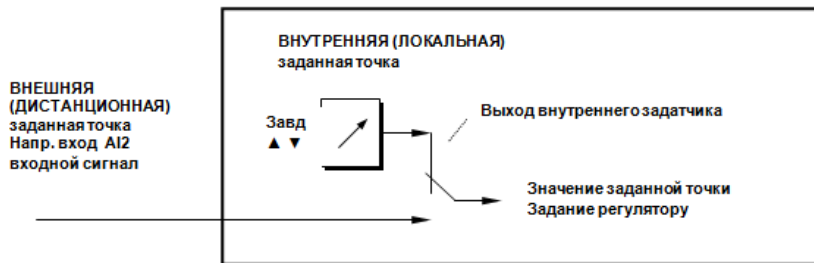 ВНУТРЕННЯЯ (ЛОКАЛЬНАЯ)
заданная точка
ВНЕШНЯЯ
(ДИСТАНЦИОННАЯ)
заданная точка
Напр. вход AI2
входной сигнал
Завд
▲ ▼
Выход внутреннего задатчика
Значение заданной точки
Задание регулятору